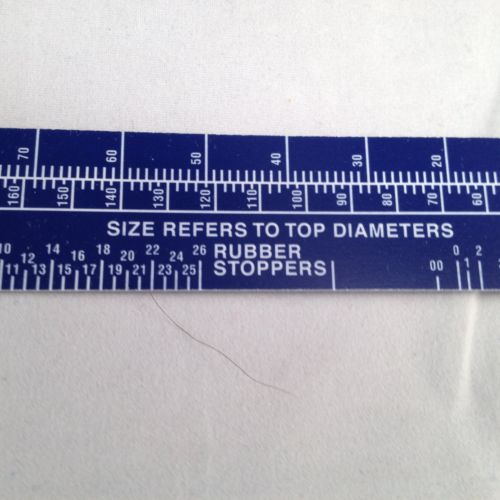 70 60 50 40 30 20
160 150 140 130 120 110 100 90 80 70 60
SIZE REFERS TO TOP DIAMETERS
10 12 14 16 18 20 22 24 26 RUBBER 0 2
11 13 15 17 19 21 23 25 STOPPERS 00 1